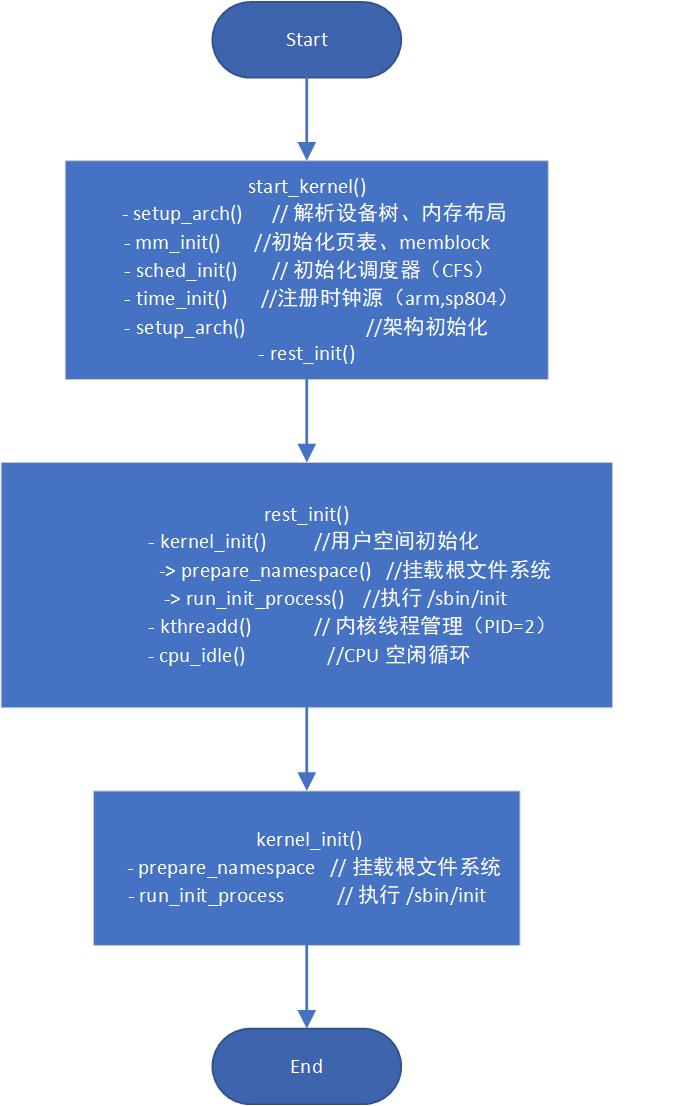 Start
start_kernel()
- setup_arch() // 解析设备树、内存布局
- mm_init() //初始化页表、memblock
- sched_init() // 初始化调度器（CFS）
- time_init() //注册时钟源（arm,sp804）
- setup_arch() //架构初始化
- rest_init()
rest_init()
- kernel_init() //用户空间初始化
-> prepare_namespace() //挂载根文件系统
-> run_init_process() //执行 /sbin/init
- kthreadd() // 内核线程管理（PID=2）
- cpu_idle() //CPU 空闲循环
kernel_init()
- prepare_namespace // 挂载根文件系统
- run_init_process // 执行 /sbin/init
End